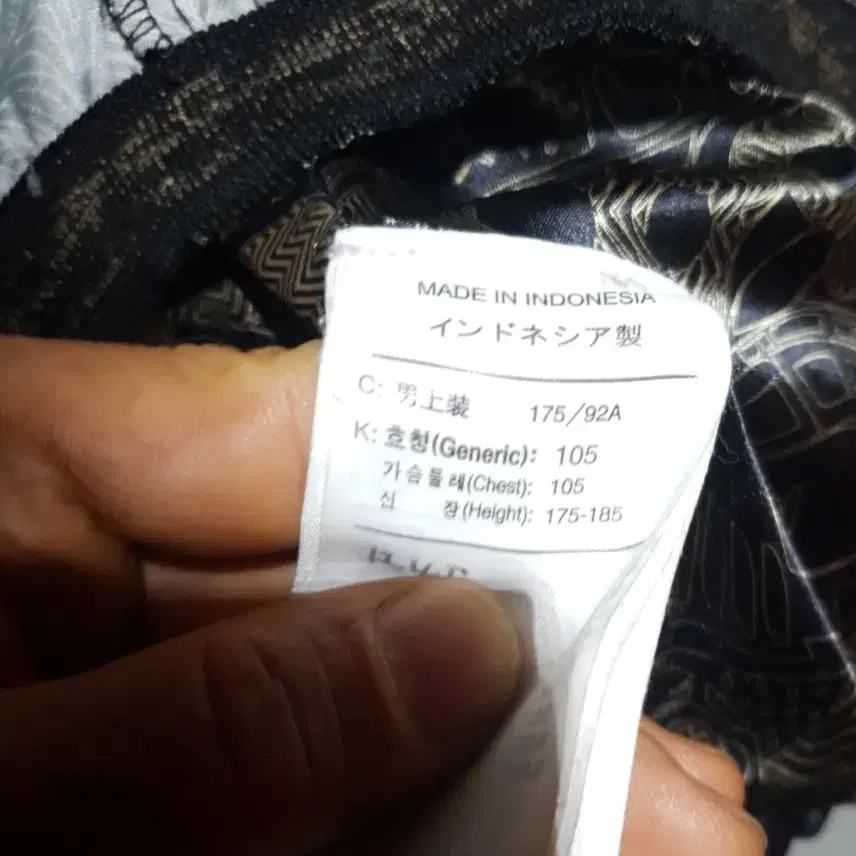 MADE IN INDONESIA
インドネシア製
C: 男上装 175/92A
K: 호칭(Generic): 105
가슴둘레(Chest): 105
신 장(Height): 175-185